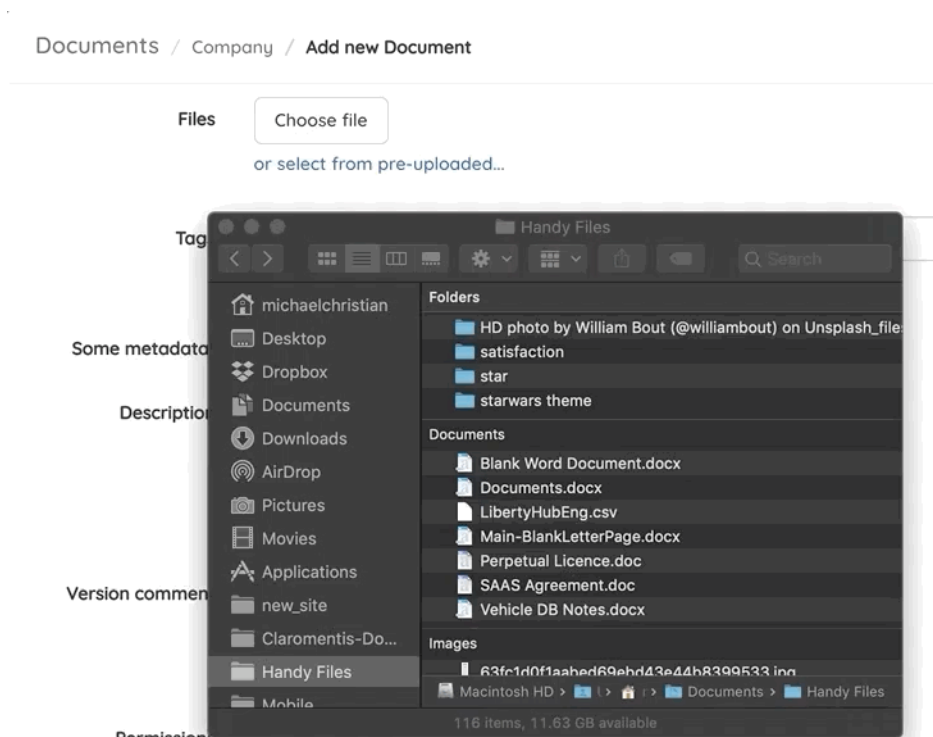 Documents / Company / Add new Document
Files
Choose file
or select from pre-uploaded...
Tag
Some metadata
Description
Version commen
Permission
Handy Files
Search
michaelchristian
Desktop
Dropbox
Documents
Downloads
AirDrop
Pictures
Movies
Applications
new_site
Claromentis-Do...
Handy Files
Mobile
Folders
HD photo by William Bout (@williambout) on Unsplash_file
satisfaction
star
starwars theme
Documents
Blank Word Document.docx
Documents.docx
LibertyHubEng.csv
Main-BlankLetterPage.docx
Perpetual Licence.doc
SAAS Agreement.doc
Vehicle DB Notes.docx
Images
Macintosh HD › › › Documents › Handy Files
116 items, 11.63 GB available